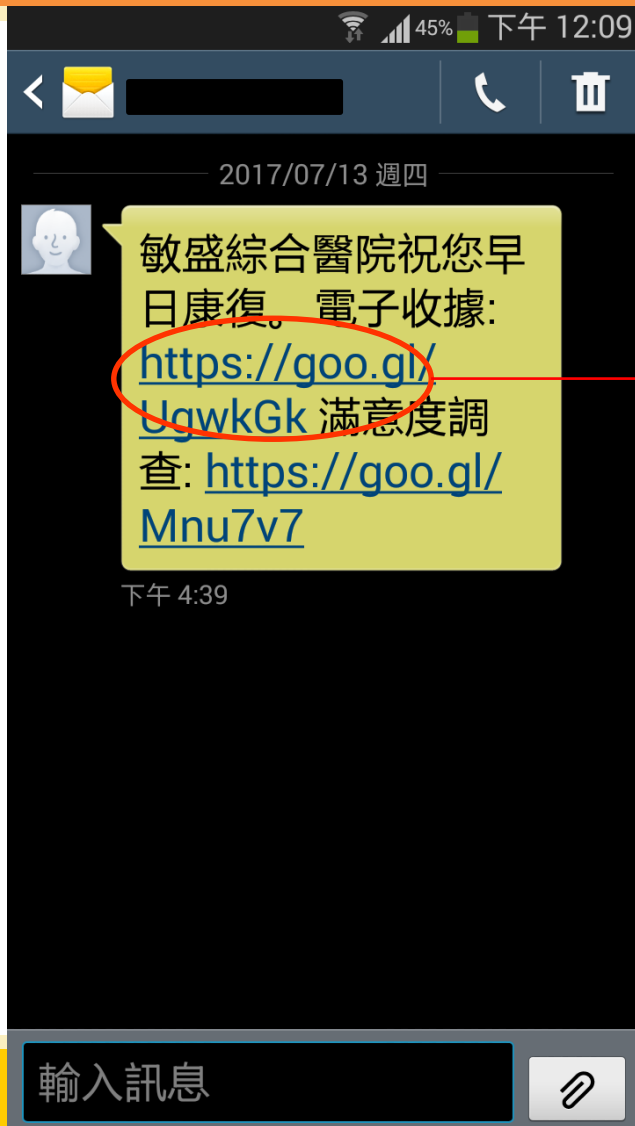 45% 下午 12:09
2017/07/13 週四
敏盛綜合醫院祝您早
日康復。 電子收據:
https://goo.gl/
UgwkGk 滿意度調
查: https://goo.gl/
Mnu7v7
下午 4:39
輸入訊息